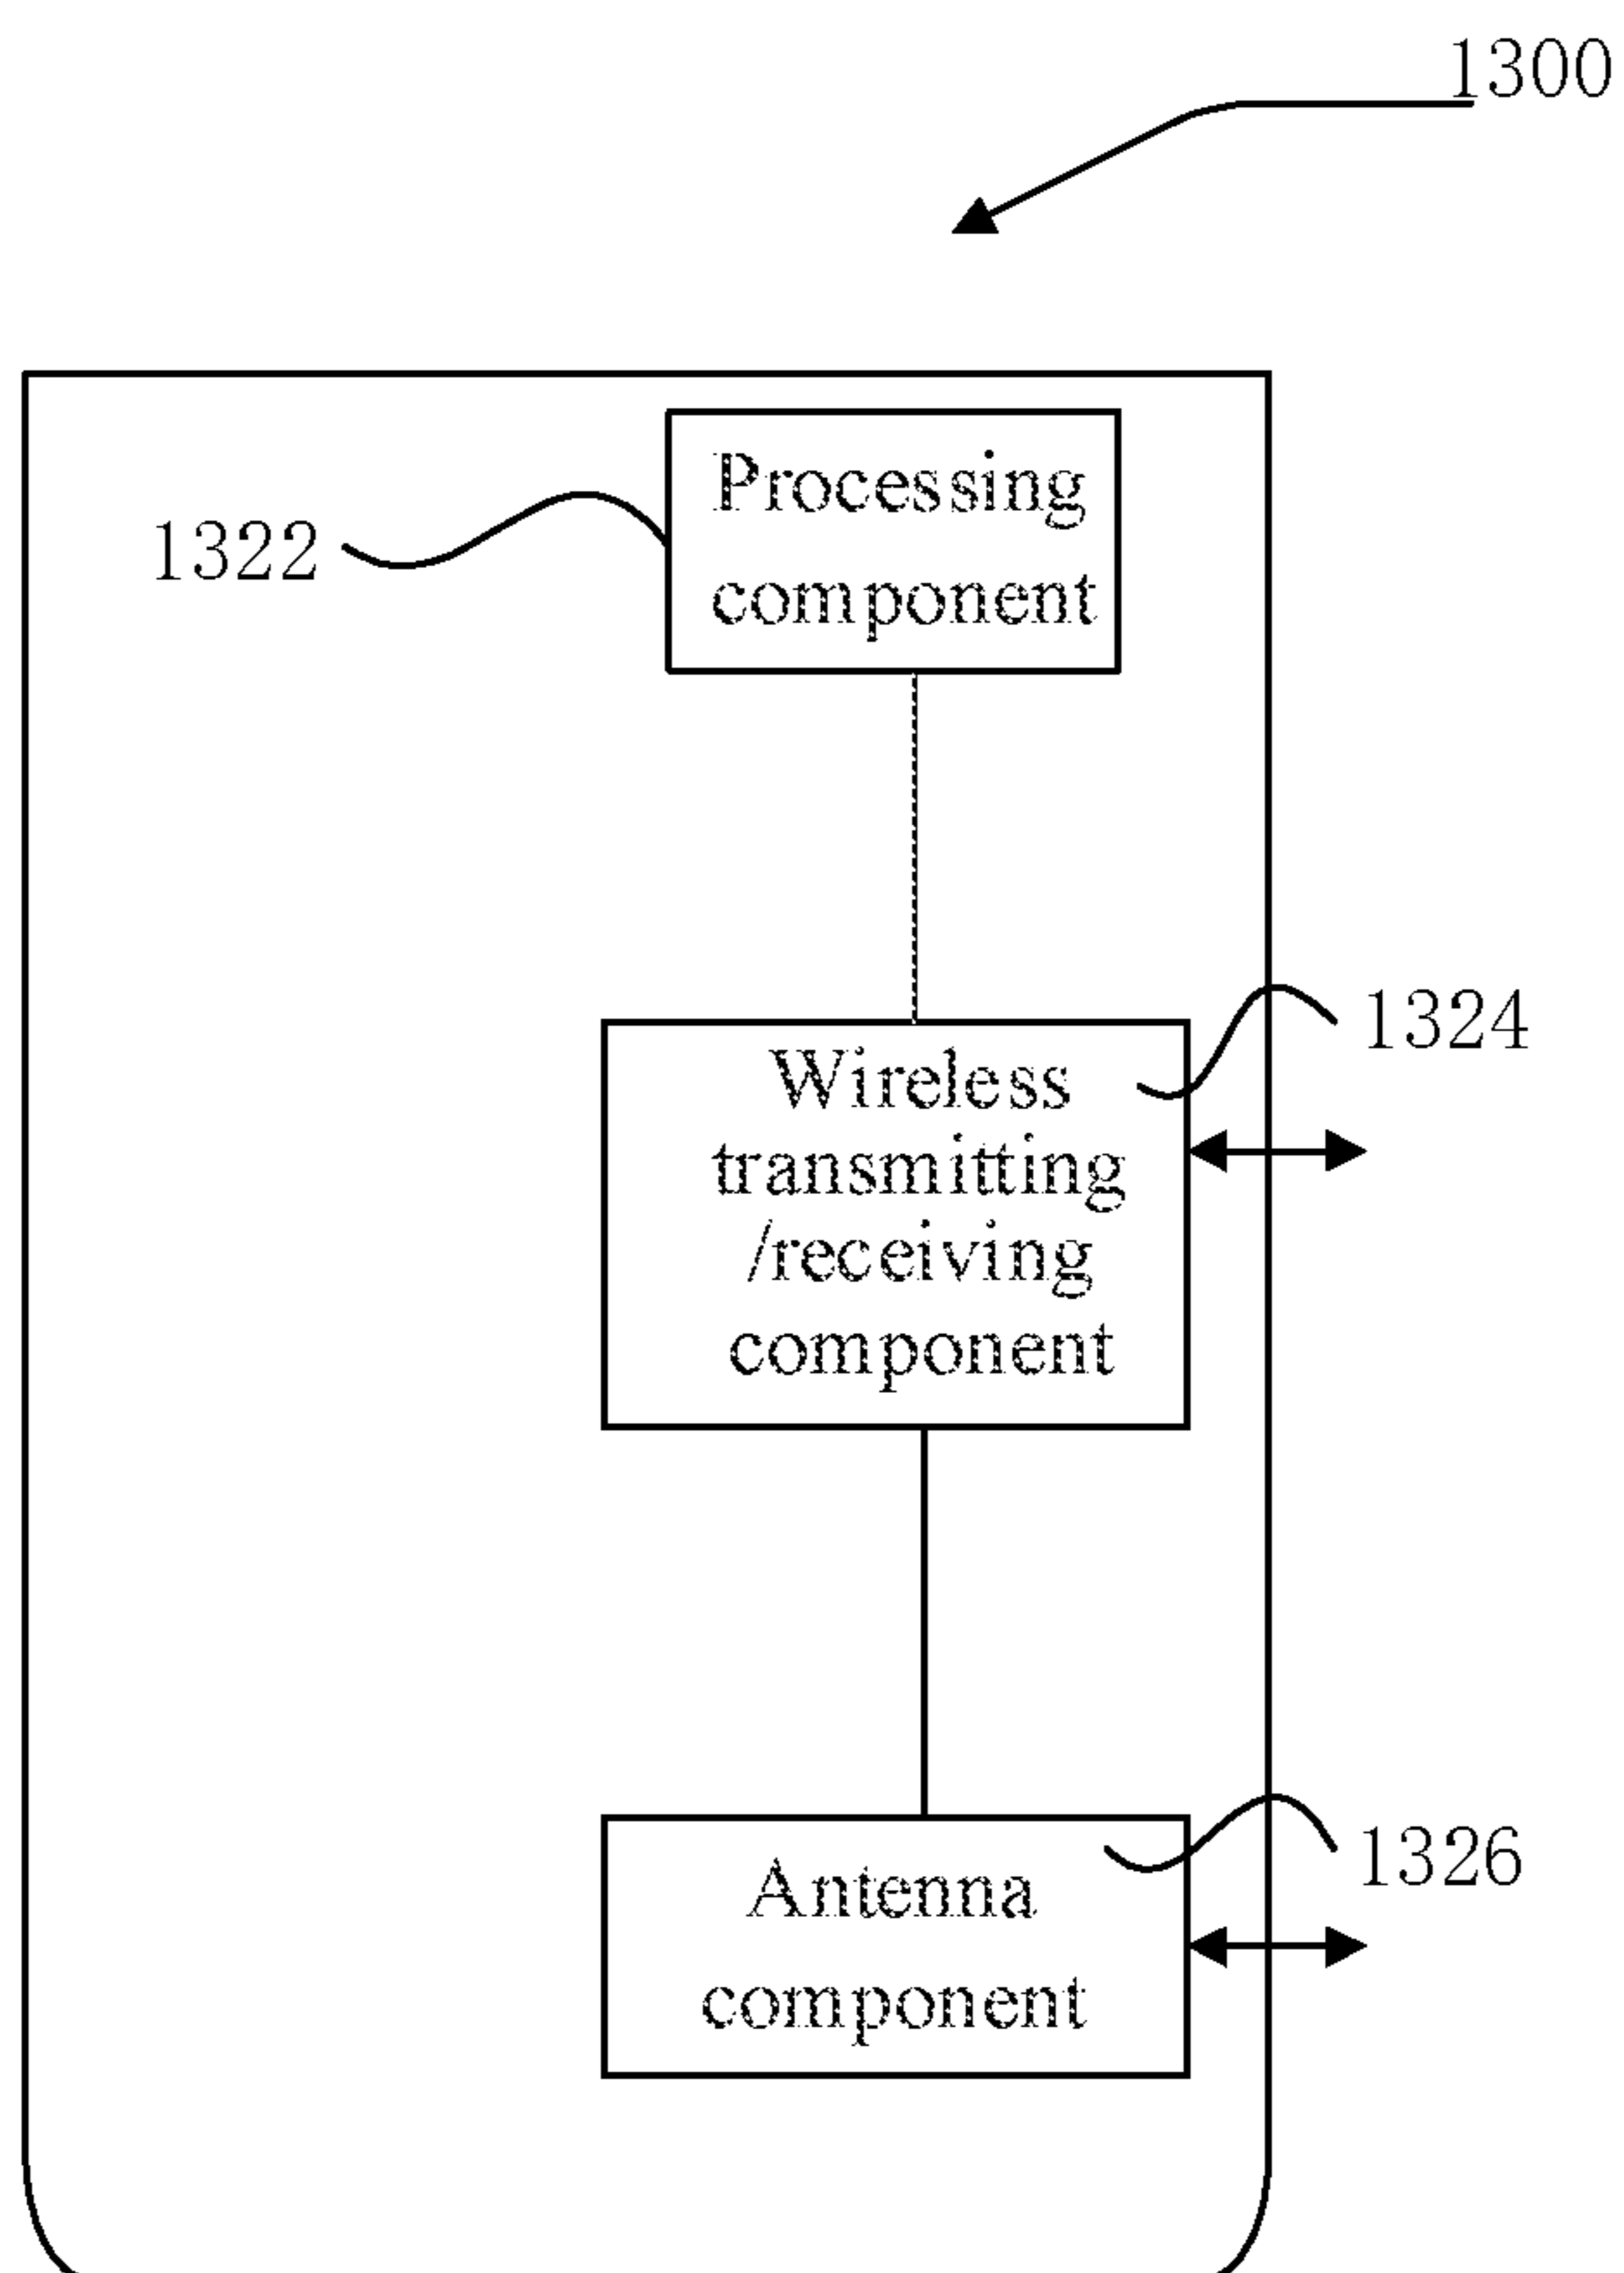 1300
Processing
component
1322
1324
Wireless
transmitting
/receiving
component
1326
Antenna
component